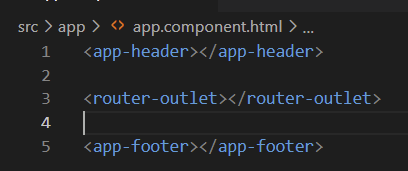 src > app > <> app.component.html > ...
1 <app-header></app-header>
2
3 <router-outlet></router-outlet>
4
5 <app-footer></app-footer>